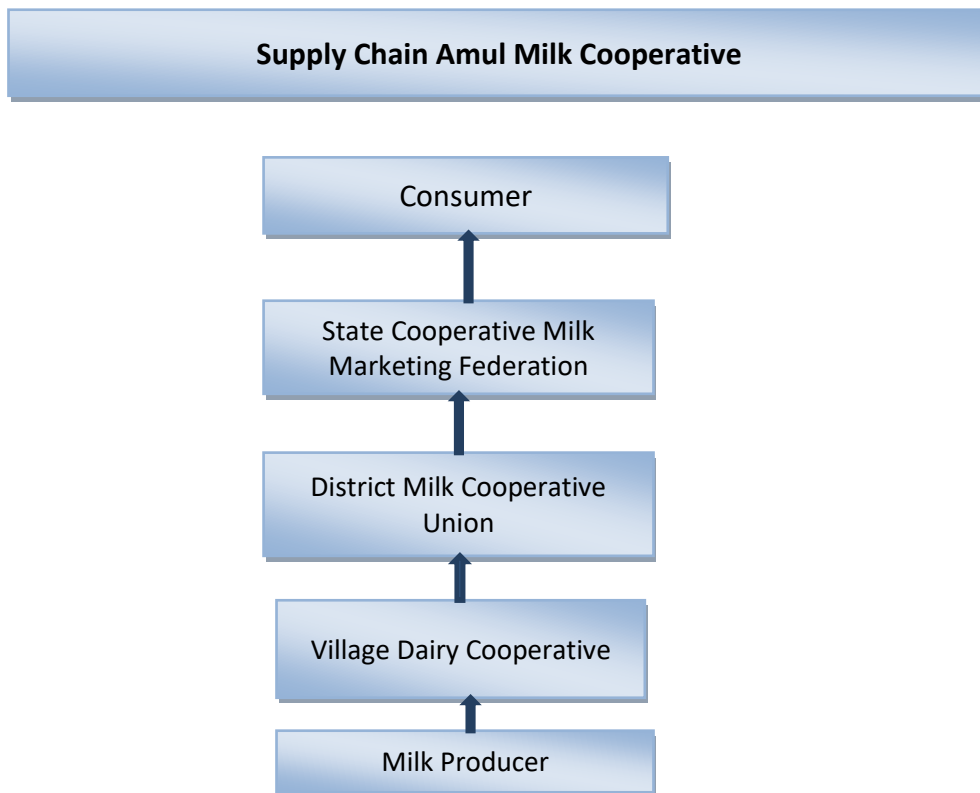 Supply Chain Amul Milk Cooperative
Consumer
State Cooperative Milk
Marketing Federation
District Milk Cooperative
Union
Village Dairy Cooperative
Milk Producer